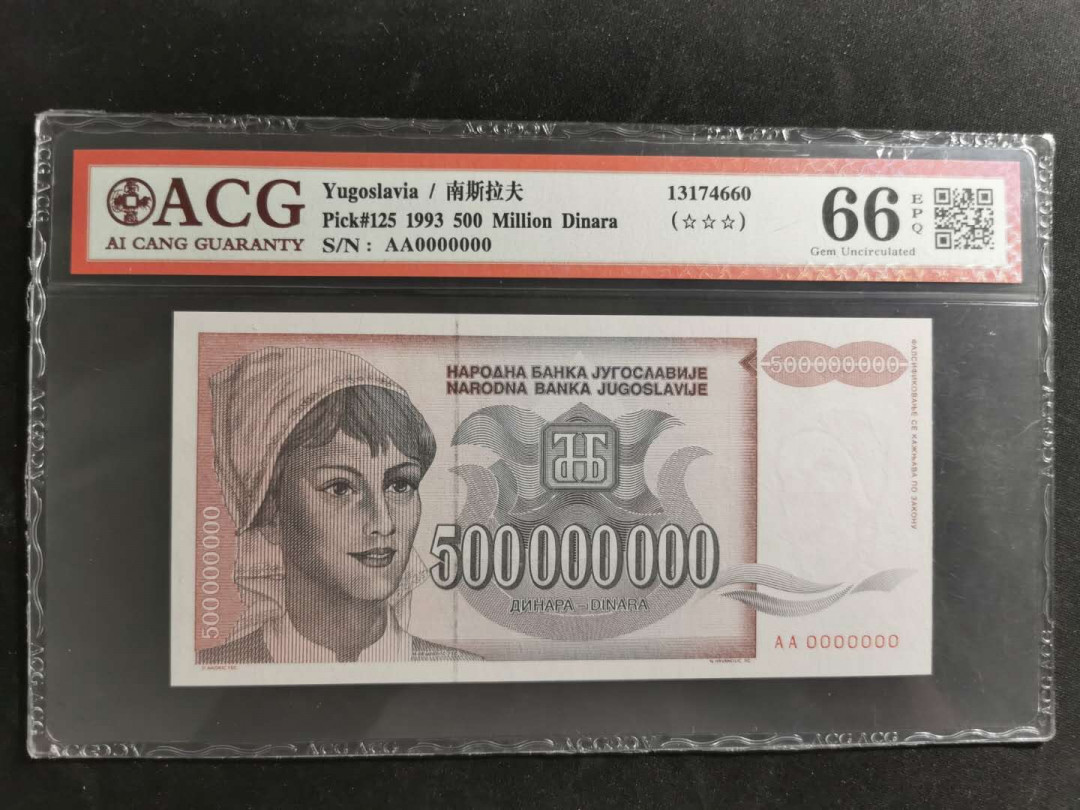 ACG
AI CANG GUARANTY
Yugoslavia / 南斯拉夫
Pick#125 1993 500 Million Dinara
S/N: AA0000000
13174660
(☆☆☆)
66
EPQ
Gem Uncirculated
НАРОДНА БАНКА ЈУГОСЛАВИЈЕ
NARODNA BANKA JUGOSLAVIJE
500000000
ФАЛСИФИКОВАЊЕ СЕ КАЖЊАВА ПО ЗАКОНУ
500000000
500000000
ДИНАРА – DINARA
AA 0000000